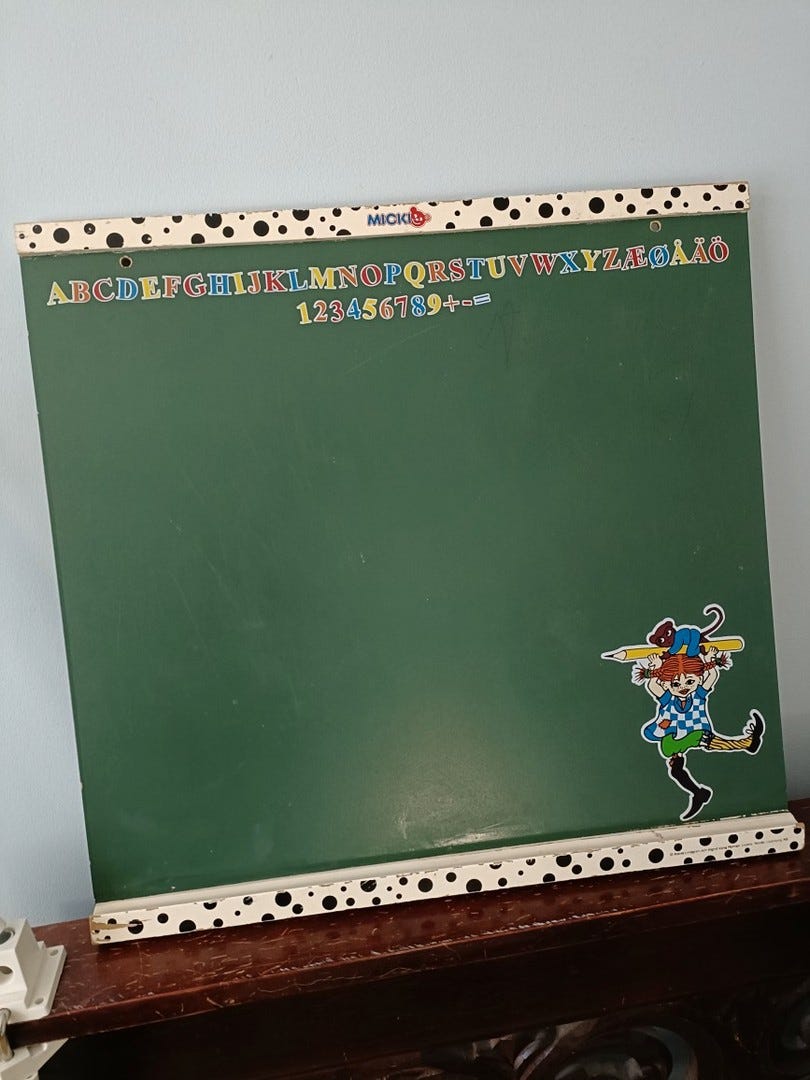 MICKI
ABCDEFGHIJKLMNOPQRSTUVWXYZÆØÅÄÖ
123456789+-=